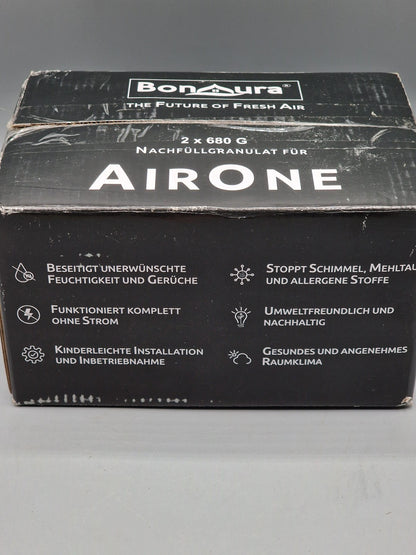 BonAura®
The Future of Fresh Air
2 x 680 G
Nachfüllgranulat für
AirOne
Beseitigt unerwünschte
Feuchtigkeit und Gerüche
Stoppt Schimmel, Mehltau
und allergene Stoffe
Funktioniert komplett
ohne Strom
Umweltfreundlich und
nachhaltig
Kinderleichte Installation
und Inbetriebnahme
Gesundes und angenehmes
Raumklima